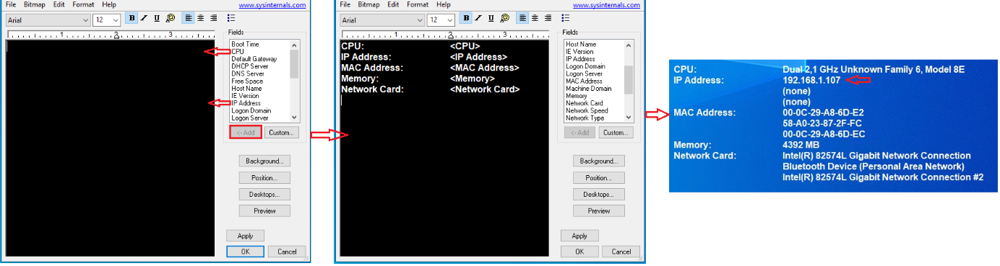 File Bitmap Edit Format Help www.sysinternals.com
Arial 12 B I U
1 2 3
Fields
Boot Time
CPU
Default Gateway
DHCP Server
DNS Server
Free Space
Host Name
IE Version
IP Address
Logon Domain
Logon Server
<- Add Custom...
Background...
Position...
Desktops...
Preview
Apply
OK Cancel
File Bitmap Edit Format Help www.sysinternals.com
Arial 12 B I U
1 2 3
CPU: <CPU>
IP Address: <IP Address>
MAC Address: <MAC Address>
Memory: <Memory>
Network Card: <Network Card>
Fields
Host Name
IE Version
IP Address
Logon Domain
Logon Server
MAC Address
Machine Domain
Memory
Network Card
Network Speed
Network Type
<- Add Custom...
Background...
Position...
Desktops...
Preview
Apply
OK Cancel
CPU: Dual 2,1 GHz Unknown Family 6, Model 8E
IP Address: 192.168.1.107
(none)
(none)
MAC Address: 00-0C-29-A8-6D-E2
58-A0-23-87-2F-FC
00-0C-29-A8-6D-EC
Memory: 4392 MB
Network Card: Intel(R) 82574L Gigabit Network Connection
Bluetooth Device (Personal Area Network)
Intel(R) 82574L Gigabit Network Connection #2